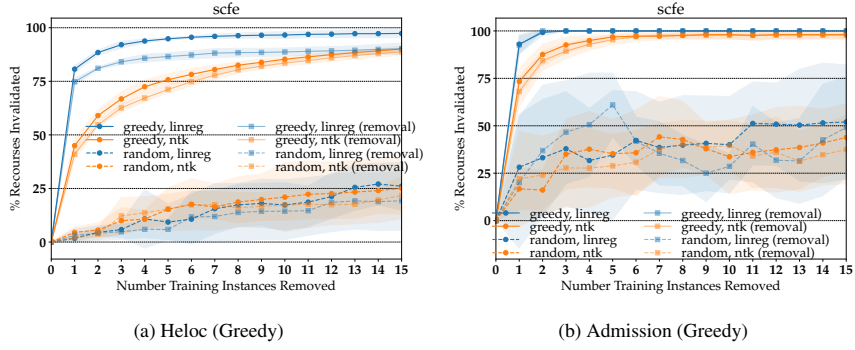 scfe
% Recourses Invalidated
100
75
50
25
0
greedy, linreg
greedy, ntk
random, linreg
random, ntk
greedy, linreg (removal)
greedy, ntk (removal)
random, linreg (removal)
random, ntk (removal)
0 1 2 3 4 5 6 7 8 9 10 11 12 13 14 15
Number Training Instances Removed
(a) Heloc (Greedy)
scfe
% Recourses Invalidated
100
75
50
25
0
greedy, linreg
greedy, ntk
random, linreg
random, ntk
greedy, linreg (removal)
greedy, ntk (removal)
random, linreg (removal)
random, ntk (removal)
0 1 2 3 4 5 6 7 8 9 10 11 12 13 14 15
Number Training Instances Removed
(b) Admission (Greedy)